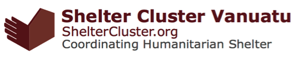 Shelter Cluster Vanuatu
ShelterCluster.org
Coordinating Humanitarian Shelter